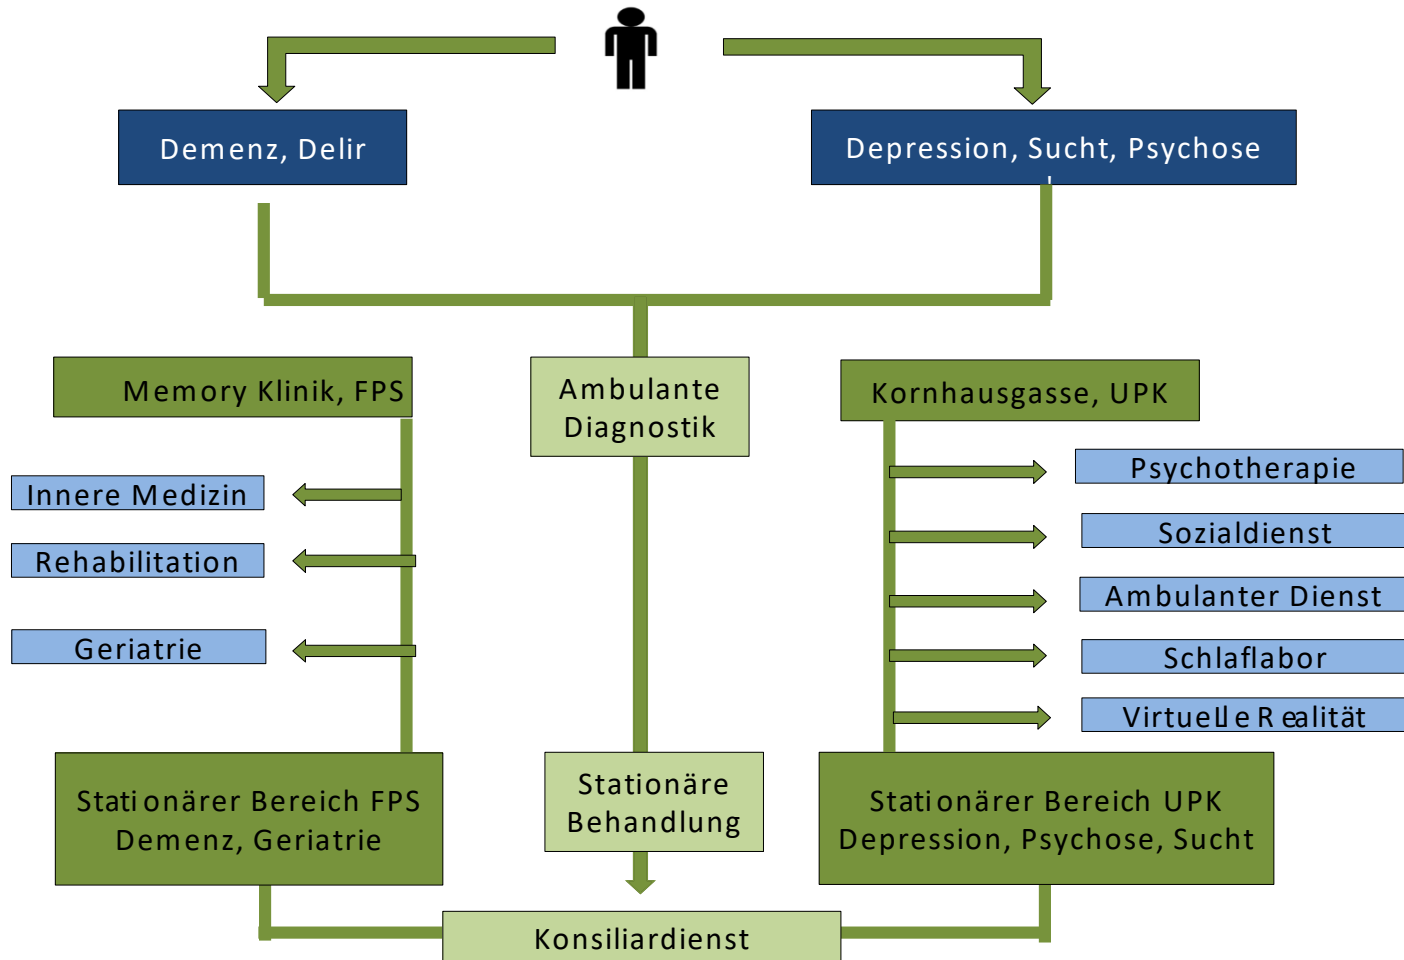 Demenz, Delir
Depression, Sucht, Psychose
Memory Klinik, FPS
Ambulante
Diagnostik
Kornhausgasse, UPK
Innere Medizin
Rehabilitation
Geriatrie
Psychotherapie
Sozialdienst
Ambulanter Dienst
Schlaflabor
Virtuelle Realität
Stationärer Bereich FPS
Demenz, Geriatrie
Stationäre
Behandlung
Stationärer Bereich UPK
Depression, Psychose, Sucht
Konsiliardienst